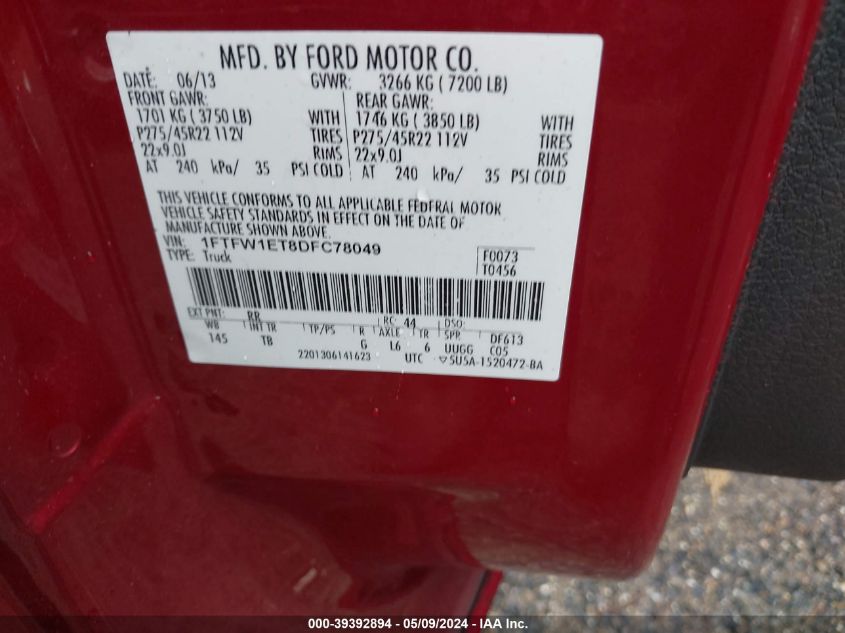 MFD. BY FORD MOTOR CO.
DATE: 06/13 GVWR: 3266 KG ( 7200 LB)
FRONT GAWR: REAR GAWR:
1701 KG ( 3750 LB) WITH 1746 KG ( 3850 LB) WITH
P275/45R22 112V TIRES P275/45R22 112V TIRES
22x9.0J RIMS 22x9.0J RIMS
AT 240 kPa/ 35 PSI COLD AT 240 kPa/ 35 PSI COLD
THIS VEHICLE CONFORMS TO ALL APPLICABLE FEDERAL MOTOR
VEHICLE SAFETY STANDARDS IN EFFECT ON THE DATE OF
MANUFACTURE SHOWN ABOVE.
VIN: 1FTFW1ET8DFC78049 F0073
TYPE: Truck T0456
EXT PNT: RR RC: 44 DSO:
WB INT TR TP/PS R AXLE TR SPR DF613
145 TB G L6 6 UUGG C05
2201306141623 UTC ▽5U5A-1520472-BA
000-39392894 - 05/09/2024 - IAA Inc.